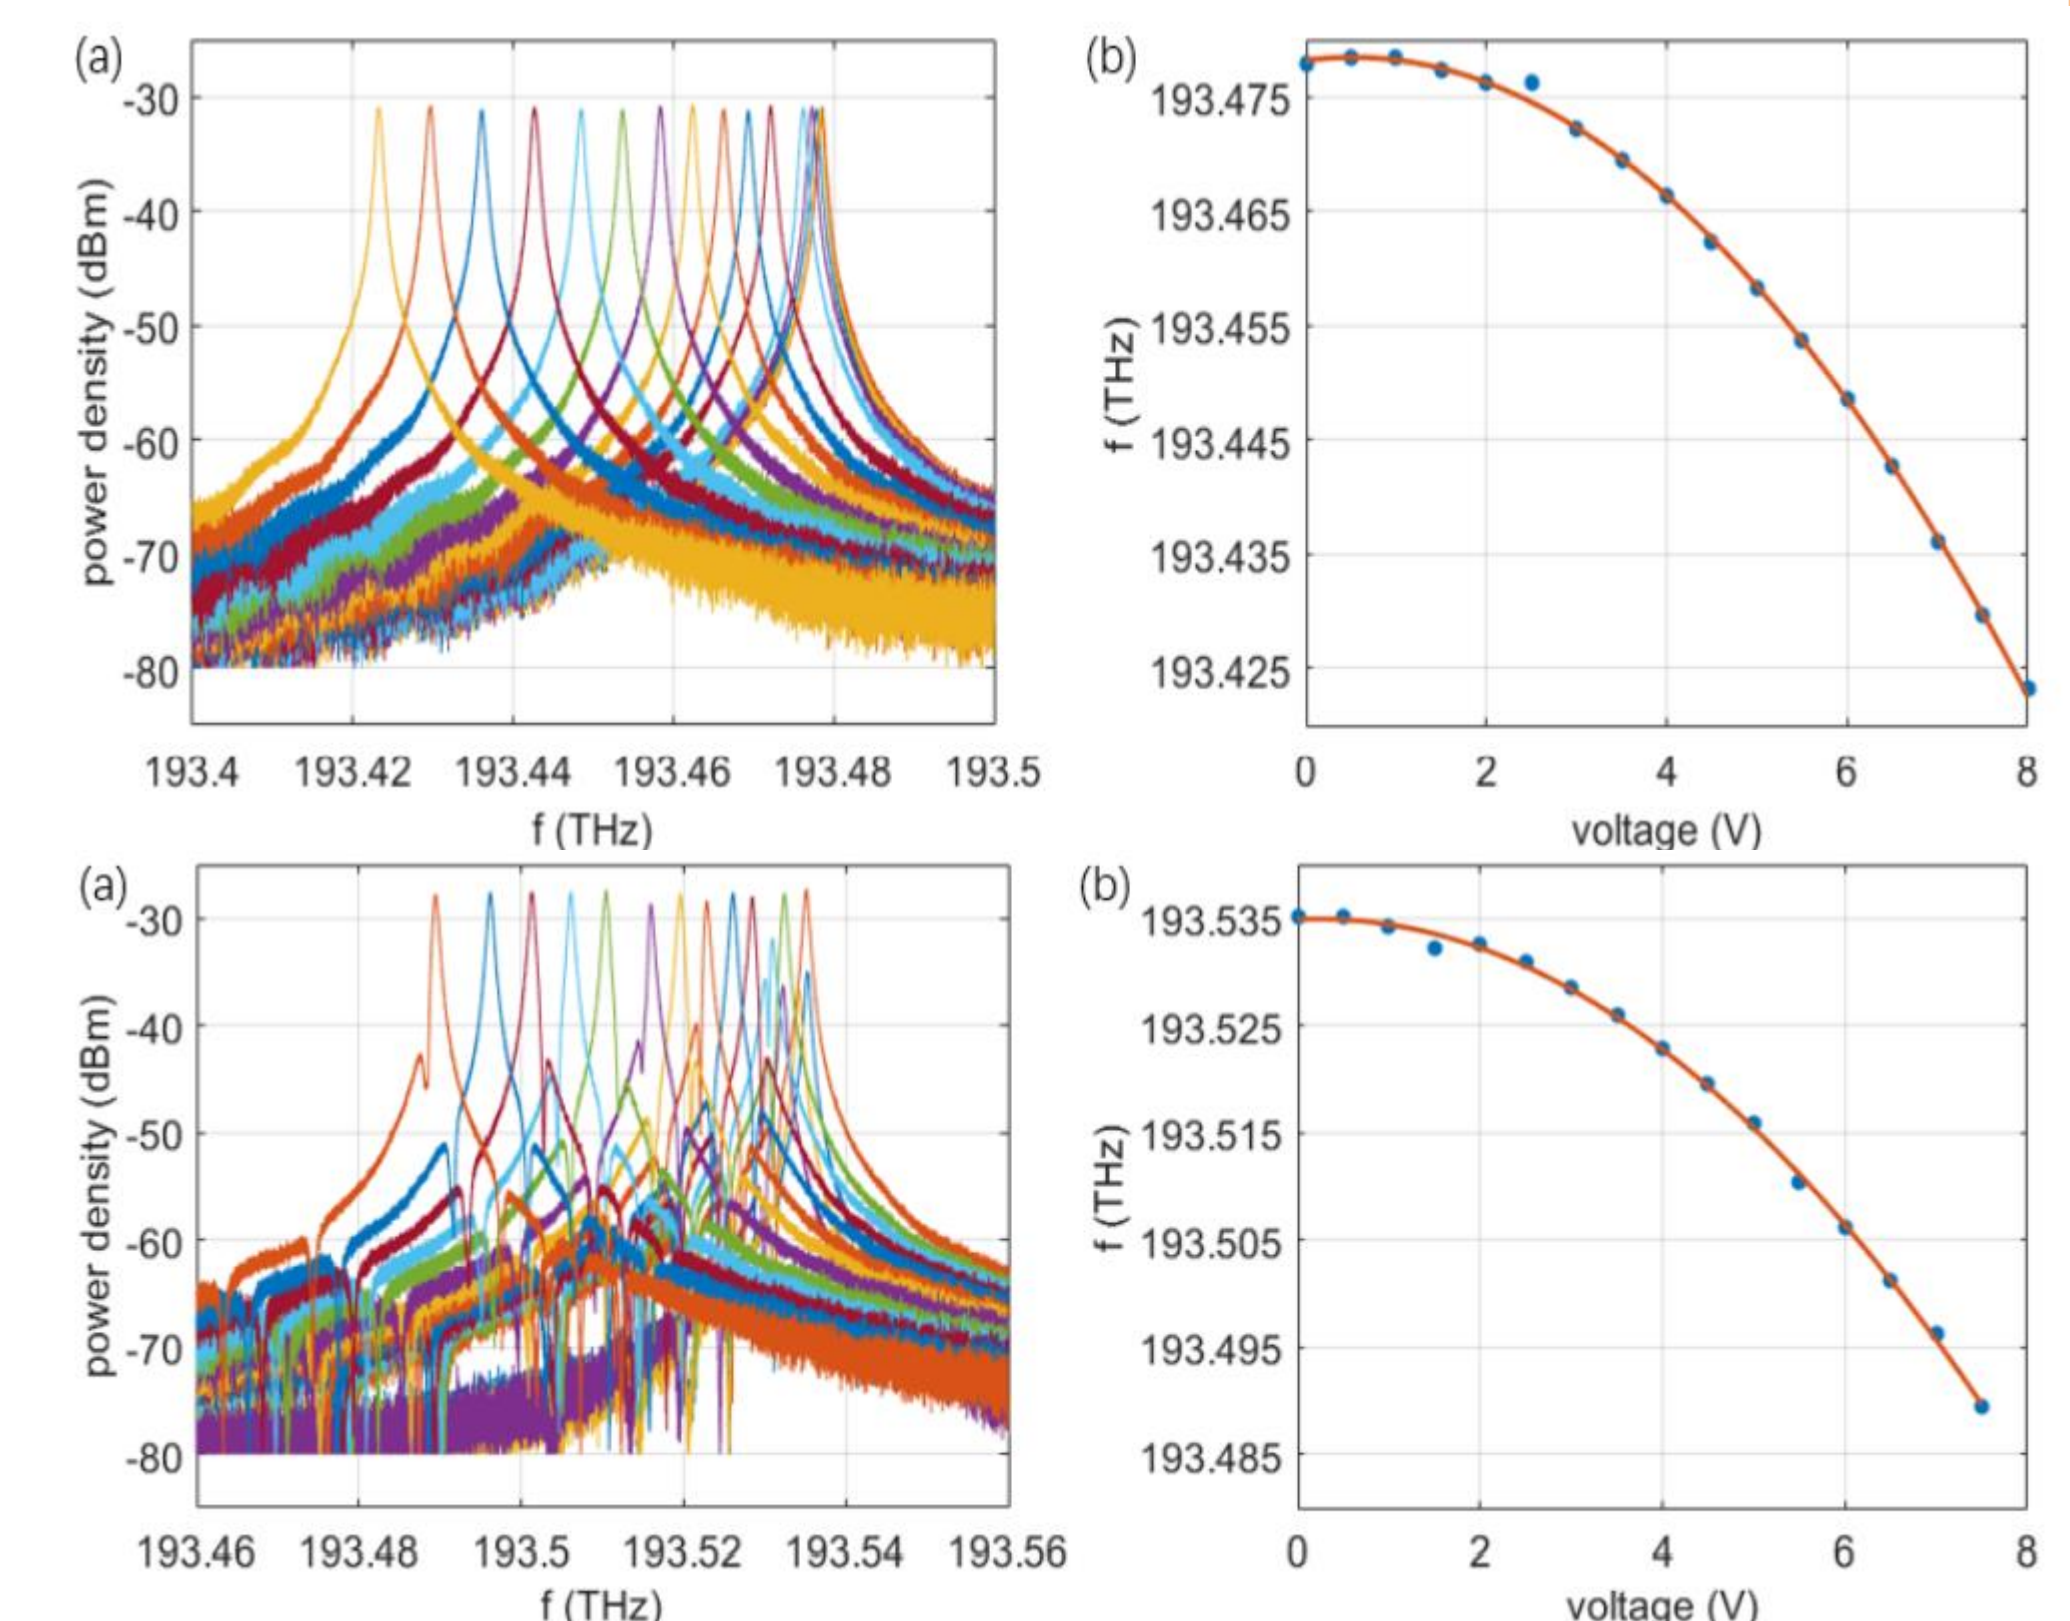 (a)
-30
-40
-50
-60
-70
-80
power density (dBm)
193.4 193.42 193.44 193.46 193.48 193.5
f (THz)
(b)
193.475
193.465
193.455
193.445
193.435
193.425
f (THz)
0 2 4 6 8
voltage (V)
(a)
-30
-40
-50
-60
-70
-80
power density (dBm)
193.46 193.48 193.5 193.52 193.54 193.56
f (THz)
(b)
193.535
193.525
193.515
193.505
193.495
193.485
f (THz)
0 2 4 6 8
voltage (V)